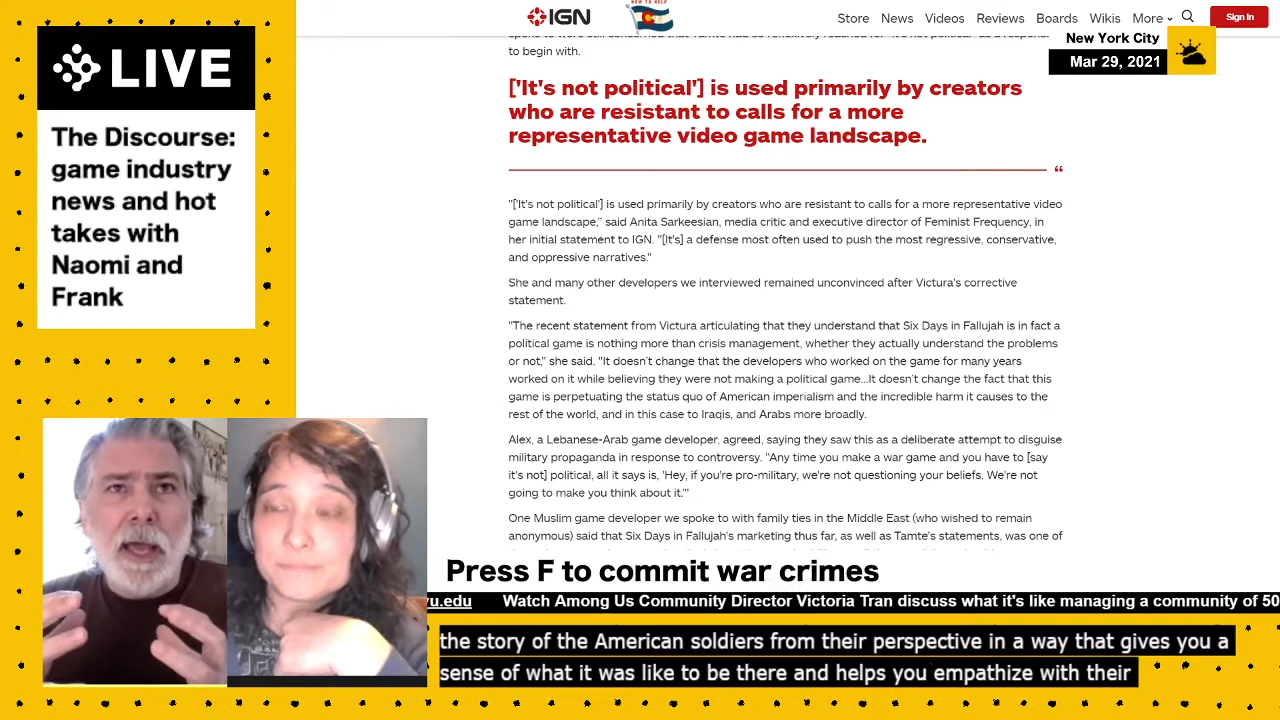 LIVE
The Discourse:
game industry
news and hot
takes with
Naomi and
Frank
IGN
Store News Videos Reviews Boards Wikis More
Sign In
New York City
Mar 29, 2021
to begin with.
['It's not political'] is used primarily by creators
who are resistant to calls for a more
representative video game landscape.
"['It's not political'] is used primarily by creators who are resistant to calls for a more representative video
game landscape," said Anita Sarkeesian, media critic and executive director of Feminist Frequency, in
her initial statement to IGN. "[It's] a defense most often used to push the most regressive, conservative,
and oppressive narratives."
She and many other developers we interviewed remained unconvinced after Victura's corrective
statement.
"The recent statement from Victura articulating that they understand that Six Days in Fallujah is in fact a
political game is nothing more than crisis management, whether they actually understand the problems
or not," she said. "It doesn't change that the developers who worked on the game for many years
worked on it while believing they were not making a political game...It doesn't change the fact that this
game is perpetuating the status quo of American imperialism and the incredible harm it causes to the
rest of the world, and in this case to Iraqis, and Arabs more broadly.
Alex, a Lebanese-Arab game developer, agreed, saying they saw this as a deliberate attempt to disguise
military propaganda in response to controversy. "Any time you make a war game and you have to [say
it's not] political, all it says is, 'Hey, if you're pro-military, we're not questioning your beliefs. We're not
going to make you think about it.'"
One Muslim game developer we spoke to with family ties in the Middle East (who wished to remain
anonymous) said that Six Days in Fallujah's marketing thus far, as well as Tamte's statements, was one of
Press F to commit war crimes
yu.edu Watch Among Us Community Director Victoria Tran discuss what it's like managing a community of 50
the story of the American soldiers from their perspective in a way that gives you a
sense of what it was like to be there and helps you empathize with their